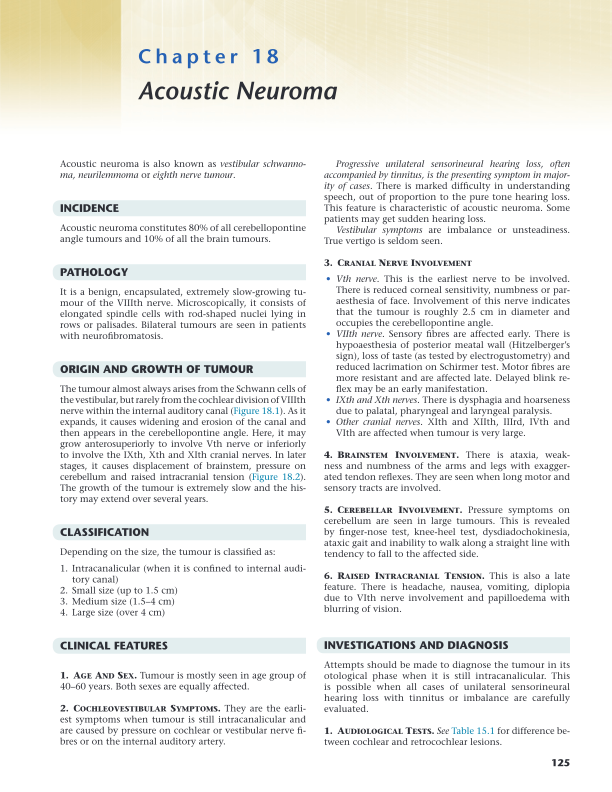 Chapter 18
Acoustic Neuroma
Acoustic neuroma is also known as vestibular schwanno-
ma, neurilenmoma or eighth nerve tumour.
INCIDENCE
Acoustic neuroma constitutes 80% of all cerebellopontine
angle tumours and 10% of all the brain tumours.
PATHOLOGY
It is a benign, encapsulated, extremely slow-growing tu-
mour of the VIIIth nerve. Microscopically, it consists of
elongated spindle cells with rod-shaped nuclei lying in
rows or palisades. Bilateral tumours are seen in patients
with neurofibromatosis.
ORIGIN AND GROWTH OF TUMOUR
The tumour almost always arises from the Schwann cells of
the vestibular, but rarely from the cochlear division of VIIIth
nerve within the internal auditory canal (Figure 18.1). As it
expands, it causes widening and erosion of the canal and
then appears in the cerebellopontine angle. Here, it may
grow anterosuperiorly to involve Vth nerve or inferiorly
to involve the IXth, Xth and XIth cranial nerves. In later
stages, it causes displacement of brainstem, pressure on
cerebellum and raised intracranial tension (Figure 18.2).
The growth of the tumour is extremely slow and the his-
tory may extend over several years.
CLASSIFICATION
Depending on the size, the tumour is classified as:
1. Intracanalicular (when it is confined to internal audi-
tory canal)
2. Small size (up to 1.5 cm)
3. Medium size (1.5–4 cm)
4. Large size (over 4 cm)
CLINICAL FEATURES
1. Age And Sex. Tumour is mostly seen in age group of
40–60 years. Both sexes are equally affected.
2. Cochleovestibular Symptoms. They are the earli-
est symptoms when tumour is still intracanalicular and
are caused by pressure on cochlear or vestibular nerve fi-
bres or on the internal auditory artery.
Progressive unilateral sensorineural hearing loss, often
accompanied by tinnitus, is the presenting symptom in major-
ity of cases. There is marked difficulty in understanding
speech, out of proportion to the pure tone hearing loss.
This feature is characteristic of acoustic neuroma. Some
patients may get sudden hearing loss.
Vestibular symptoms are imbalance or unsteadiness.
True vertigo is seldom seen.
3. Cranial Nerve Involvement
• Vth nerve. This is the earliest nerve to be involved.
There is reduced corneal sensitivity, numbness or par-
aesthesia of face. Involvement of this nerve indicates
that the tumour is roughly 2.5 cm in diameter and
occupies the cerebellopontine angle.
• VIIth nerve. Sensory fibres are affected early. There is
hypoaesthesia of posterior meatal wall (Hitzelberger's
sign), loss of taste (as tested by electrogustometry) and
reduced lacrimation on Schirmer test. Motor fibres are
more resistant and are affected late. Delayed blink re-
flex may be an early manifestation.
• IXth and Xth nerves. There is dysphagia and hoarseness
due to palatal, pharyngeal and laryngeal paralysis.
• Other cranial nerves. XIth and XIIth, IIIrd, IVth and
VIth are affected when tumour is very large.
4. Brainstem Involvement. There is ataxia, weak-
ness and numbness of the arms and legs with exagger-
ated tendon reflexes. They are seen when long motor and
sensory tracts are involved.
5. Cerebellar Involvement. Pressure symptoms on
cerebellum are seen in large tumours. This is revealed
by finger-nose test, knee-heel test, dysdiadochokinesia,
ataxic gait and inability to walk along a straight line with
tendency to fall to the affected side.
6. Raised Intracranial Tension. This is also a late
feature. There is headache, nausea, vomiting, diplopia
due to VIth nerve involvement and papilloedema with
blurring of vision.
INVESTIGATIONS AND DIAGNOSIS
Attempts should be made to diagnose the tumour in its
otological phase when it is still intracanalicular. This
is possible when all cases of unilateral sensorineural
hearing loss with tinnitus or imbalance are carefully
evaluated.
1. Audiological Tests. See Table 15.1 for difference be-
tween cochlear and retrocochlear lesions.
125